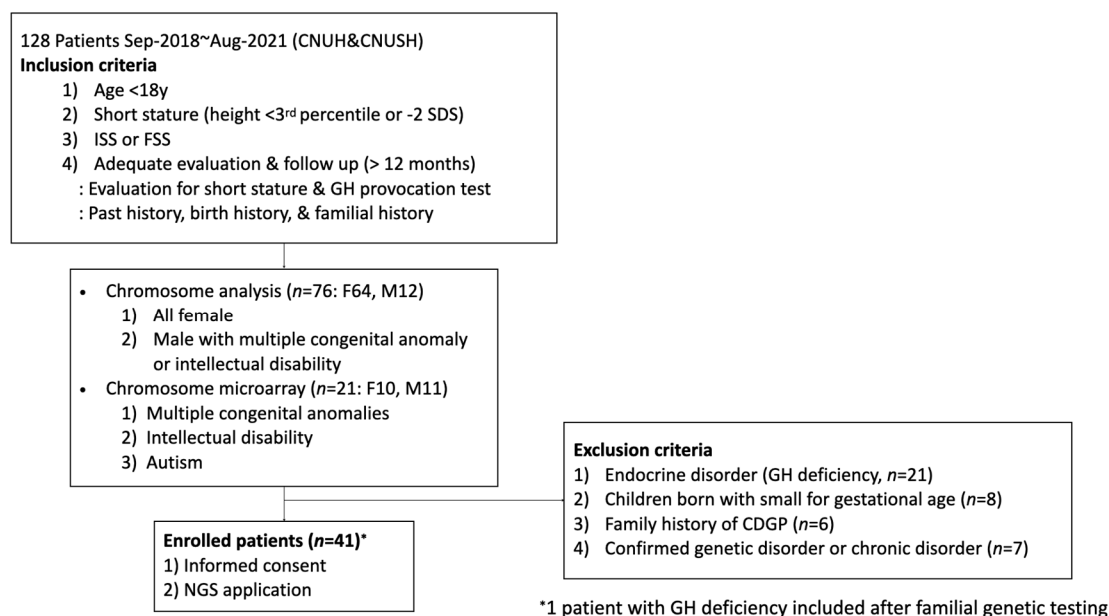 128 Patients Sep-2018~Aug-2021 (CNUH&CNUSH)
Inclusion criteria
1) Age <18y
2) Short stature (height <3rd percentile or -2 SDS)
3) ISS or FSS
4) Adequate evaluation & follow up (> 12 months)
: Evaluation for short stature & GH provocation test
: Past history, birth history, & familial history
• Chromosome analysis (n=76: F64, M12)
1) All female
2) Male with multiple congenital anomaly
or intellectual disability
• Chromosome microarray (n=21: F10, M11)
1) Multiple congenital anomalies
2) Intellectual disability
3) Autism
Exclusion criteria
1) Endocrine disorder (GH deficiency, n=21)
2) Children born with small for gestational age (n=8)
3) Family history of CDGP (n=6)
4) Confirmed genetic disorder or chronic disorder (n=7)
Enrolled patients (n=41)*
1) Informed consent
2) NGS application
*1 patient with GH deficiency included after familial genetic testing